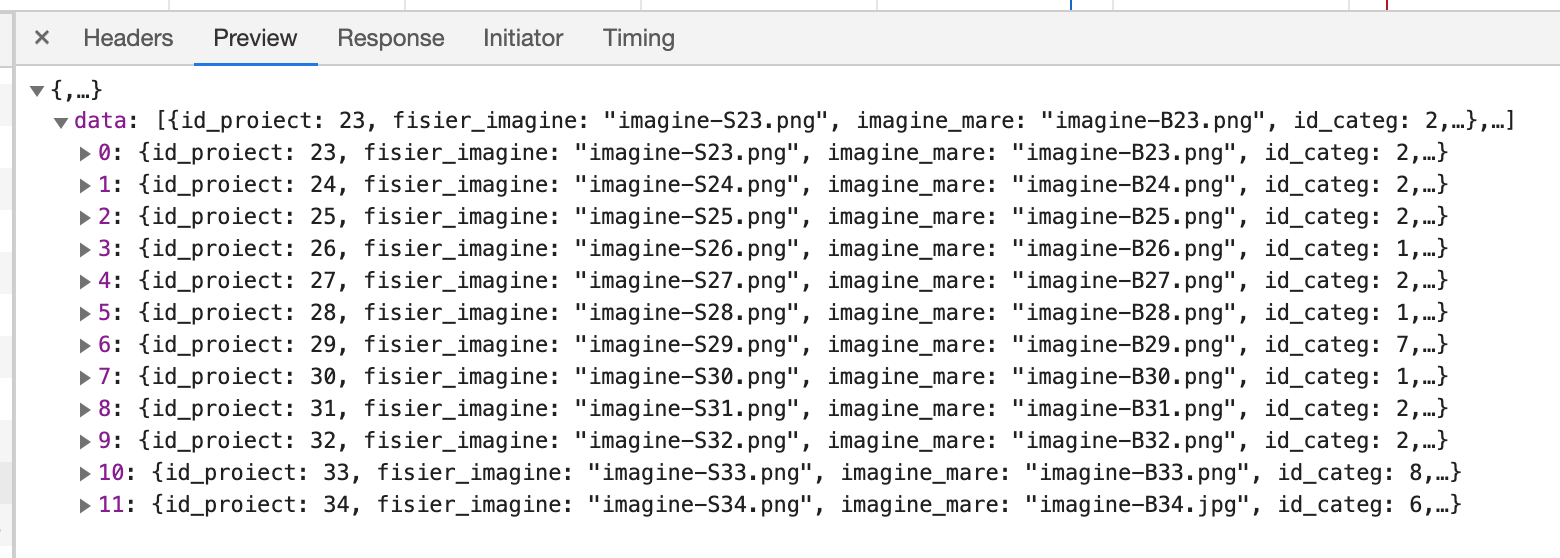 × Headers Preview Response Initiator Timing
▼{,…}
▼data: [{id_proiect: 23, fisier_imagine: "imagine-S23.png", imagine_mare: "imagine-B23.png", id_categ: 2,…},…]
▶0: {id_proiect: 23, fisier_imagine: "imagine-S23.png", imagine_mare: "imagine-B23.png", id_categ: 2,…}
▶1: {id_proiect: 24, fisier_imagine: "imagine-S24.png", imagine_mare: "imagine-B24.png", id_categ: 2,…}
▶2: {id_proiect: 25, fisier_imagine: "imagine-S25.png", imagine_mare: "imagine-B25.png", id_categ: 2,…}
▶3: {id_proiect: 26, fisier_imagine: "imagine-S26.png", imagine_mare: "imagine-B26.png", id_categ: 1,…}
▶4: {id_proiect: 27, fisier_imagine: "imagine-S27.png", imagine_mare: "imagine-B27.png", id_categ: 2,…}
▶5: {id_proiect: 28, fisier_imagine: "imagine-S28.png", imagine_mare: "imagine-B28.png", id_categ: 1,…}
▶6: {id_proiect: 29, fisier_imagine: "imagine-S29.png", imagine_mare: "imagine-B29.png", id_categ: 7,…}
▶7: {id_proiect: 30, fisier_imagine: "imagine-S30.png", imagine_mare: "imagine-B30.png", id_categ: 1,…}
▶8: {id_proiect: 31, fisier_imagine: "imagine-S31.png", imagine_mare: "imagine-B31.png", id_categ: 2,…}
▶9: {id_proiect: 32, fisier_imagine: "imagine-S32.png", imagine_mare: "imagine-B32.png", id_categ: 2,…}
▶10: {id_proiect: 33, fisier_imagine: "imagine-S33.png", imagine_mare: "imagine-B33.png", id_categ: 8,…}
▶11: {id_proiect: 34, fisier_imagine: "imagine-S34.png", imagine_mare: "imagine-B34.jpg", id_categ: 6,…}